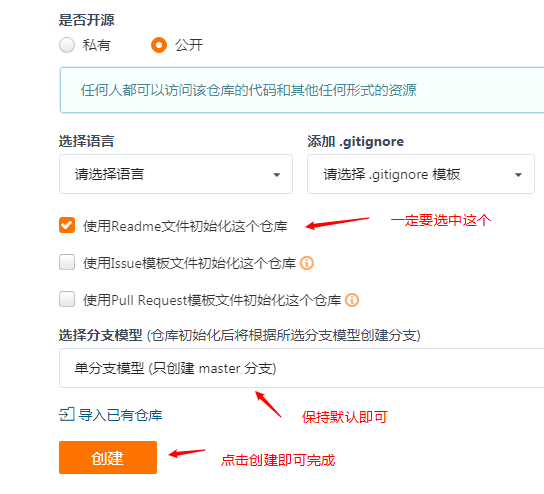 是否开源
私有 公开
任何人都可以访问该仓库的代码和其他任何形式的资源
选择语言 添加 .gitignore
请选择语言 请选择 .gitignore 模板
使用Readme文件初始化这个仓库 一定要选中这个
使用Issue模板文件初始化这个仓库
使用Pull Request模板文件初始化这个仓库
选择分支模型 (仓库初始化后将根据所选分支模型创建分支)
单分支模型 (只创建 master 分支)
导入已有仓库 保持默认即可
创建 点击创建即可完成